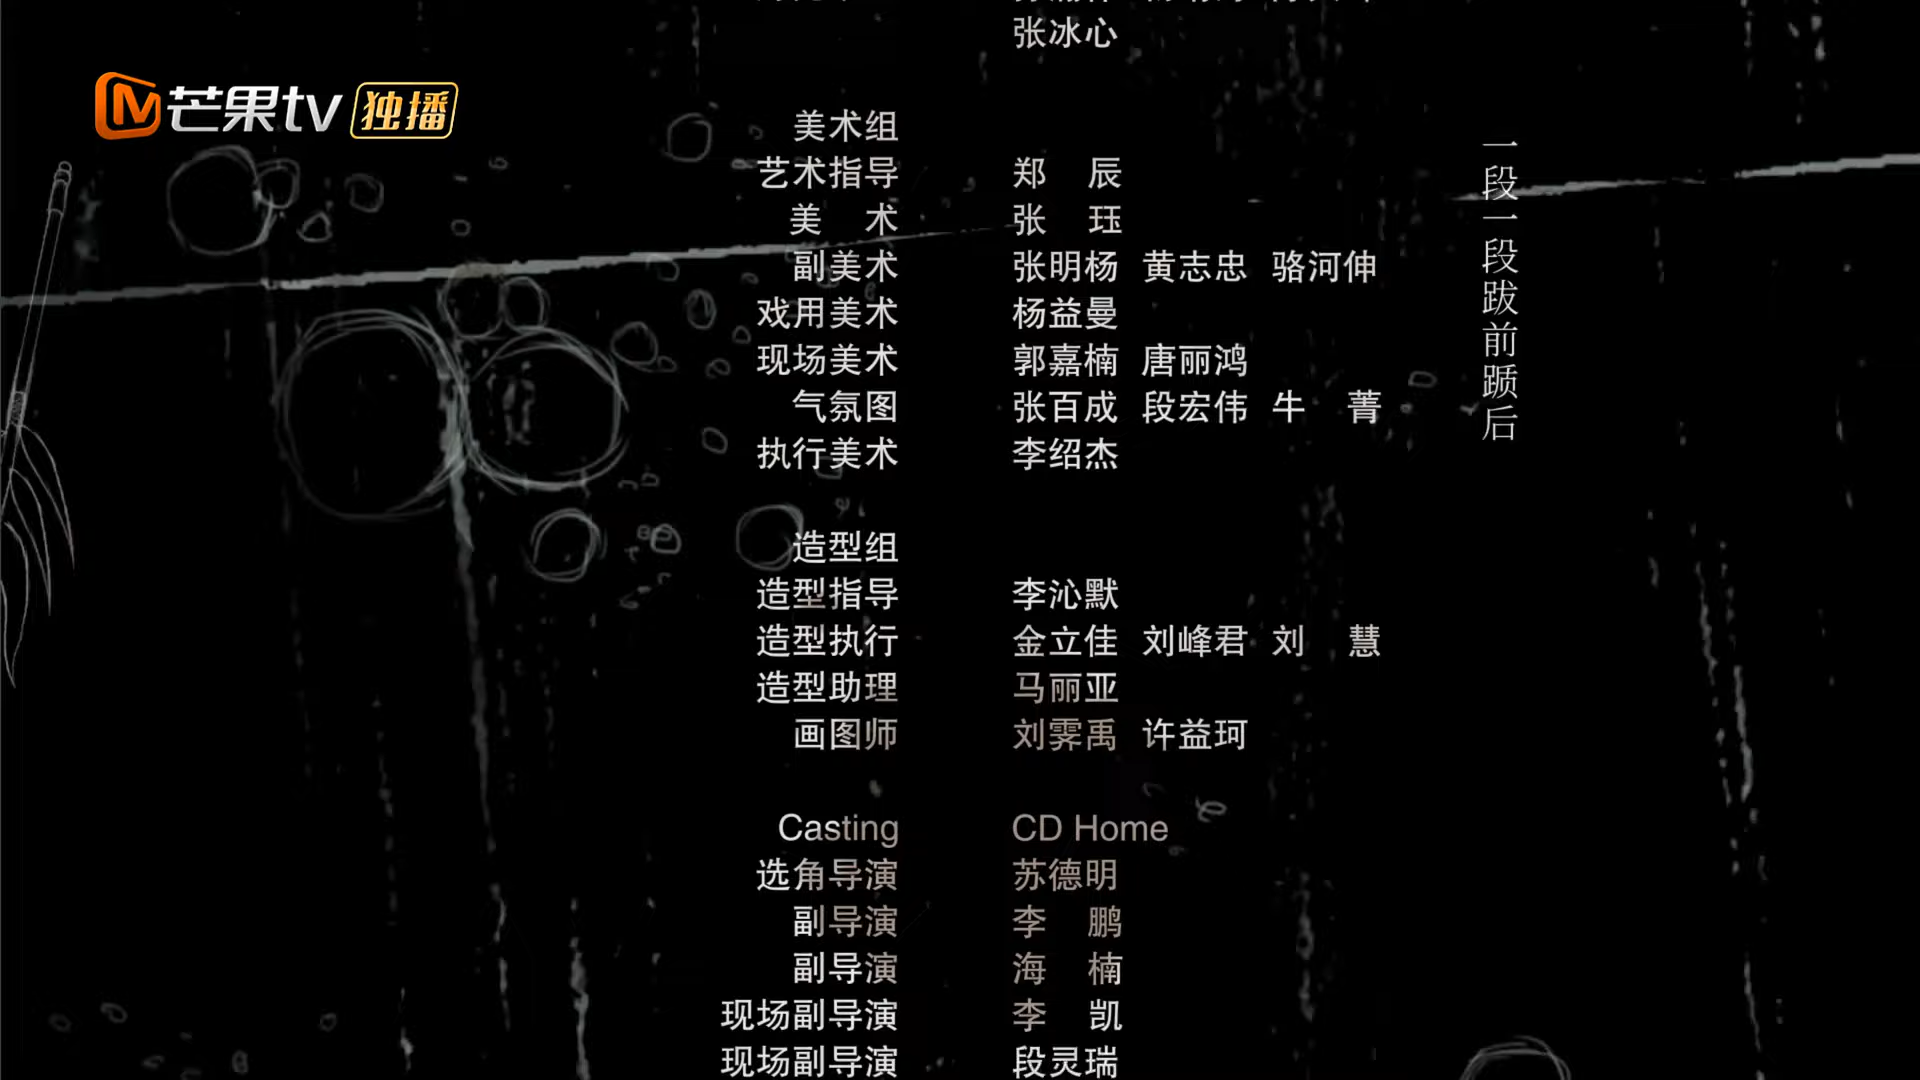 张冰心
芒果tv 独播
美术组
艺术指导 郑 辰
美 术 张 珏
副美术 张明杨 黄志忠 骆河伸
戏用美术 杨益曼
现场美术 郭嘉楠 唐丽鸿
气氛图 张百成 段宏伟 牛 菁
执行美术 李绍杰
一段一段跋前踬后
造型组
造型指导 李沁默
造型执行 金立佳 刘峰君 刘 慧
造型助理 马丽亚
画图师 刘霁禹 许益珂
Casting CD Home
选角导演 苏德明
副导演 李 鹏
副导演 海 楠
现场副导演 李 凯
现场副导演 段灵瑞